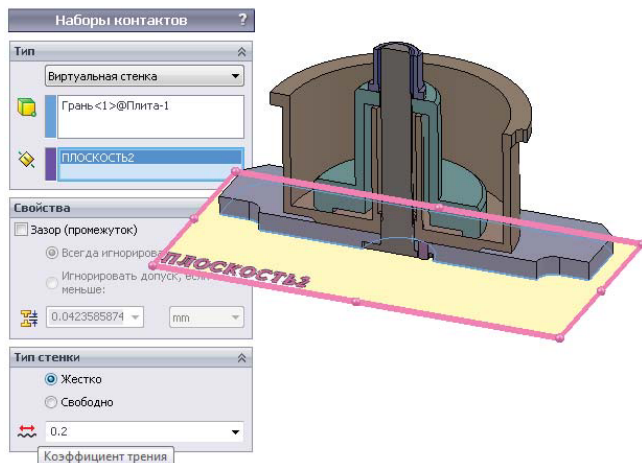 Наборы контактов ?
Тип
Виртуальная стенка
Грань<1>@Плита-1
ПЛОСКОСТЬ2
Свойства
Зазор (промежуток)
Всегда игнорирова
Игнорировать допуск, если
меньше:
0.0423585874 mm
ПЛОСКОСТЬ2
Тип стенки
Жестко
Свободно
0.2
Коэффициент трения